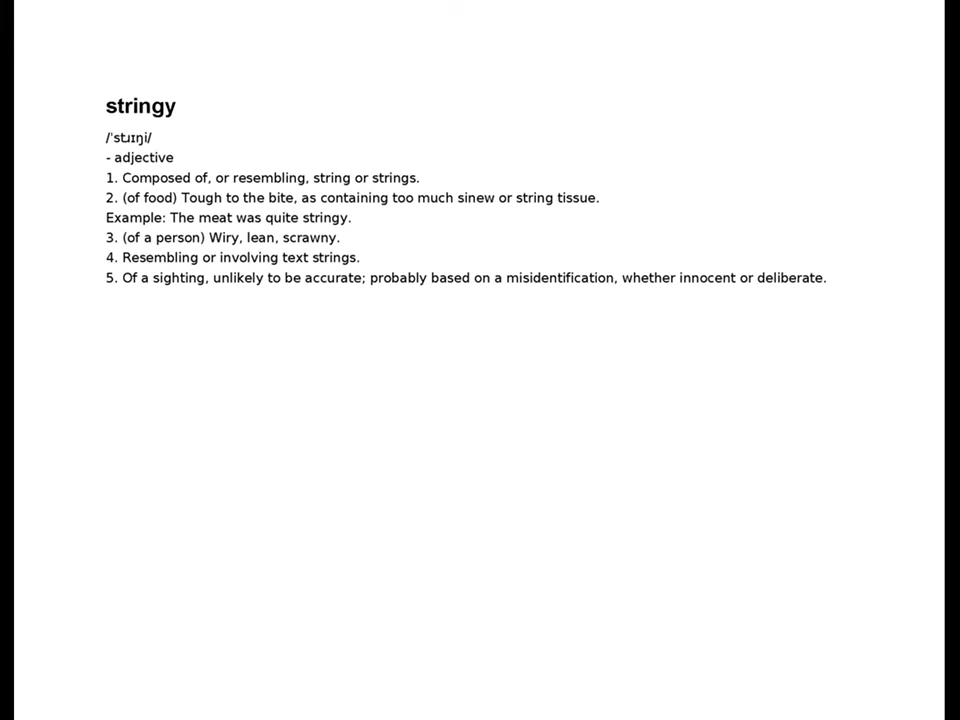 stringy
/ˈstɹɪŋi/
- adjective
1. Composed of, or resembling, string or strings.
2. (of food) Tough to the bite, as containing too much sinew or string tissue.
Example: The meat was quite stringy.
3. (of a person) Wiry, lean, scrawny.
4. Resembling or involving text strings.
5. Of a sighting, unlikely to be accurate; probably based on a misidentification, whether innocent or deliberate.